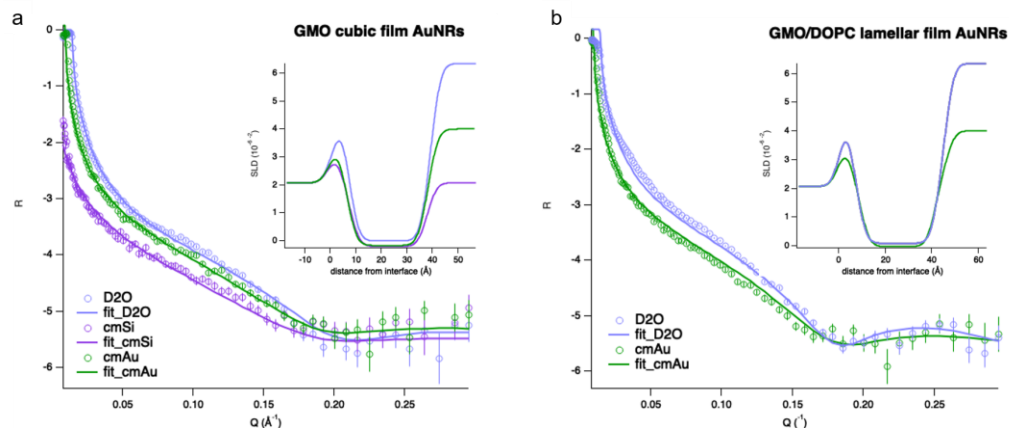 a
GMO cubic film AuNRs
0
-1
-2
-3
-4
-5
-6
R
0.05
0.10
0.15
0.20
0.25
Q (Å⁻¹)
D2O
fit_D2O
cmSi
fit_cmSi
cmAu
fit_cmAu
6
5
4
3
2
1
0
SLD (10⁻⁶ ⁻²)
-10
0
10
20
30
40
50
distance from interface (Å)
b
GMO/DOPC lamellar film AuNRs
0
-1
-2
-3
-4
-5
-6
R
0.05
0.10
0.15
0.20
0.25
Q (⁻¹)
D2O
fit_D2O
cmAu
fit_cmAu
6
5
4
3
2
1
0
SLD (10⁻⁶ ⁻²)
0
20
40
60
distance from interface (Å)